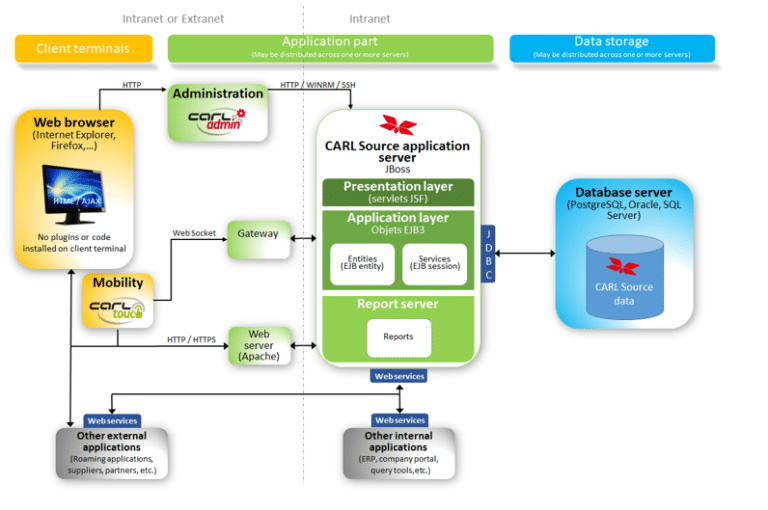 Intranet or Extranet
Intranet
Client terminals
Application part
(May be distributed across one or more servers)
Data storage
(May be distributed across one or more servers)
HTTP
HTTP / WINRM / SSH
Administration
CARL
admin
Web browser
(Internet Explorer,
Firefox,...)
HTML / AJAX
No plugins or code
installed on client terminal
CARL Source application
server
JBoss
Presentation layer
(servlets JSF)
Application layer
Objets EJB3
Entities
(EJB entity)
Services
(EJB session)
Report server
Reports
J
D
B
C
Database server
(PostgreSQL, Oracle, SQL
Server)
CARL Source
data
Web Socket
Gateway
Mobility
CARL
touch
HTTP / HTTPS
Web
server
(Apache)
Web services
Web services
Web services
Other external
applications
(Roaming applications,
suppliers, partners, etc.)
Other internal
applications
(ERP, company portal,
query tools,etc.)